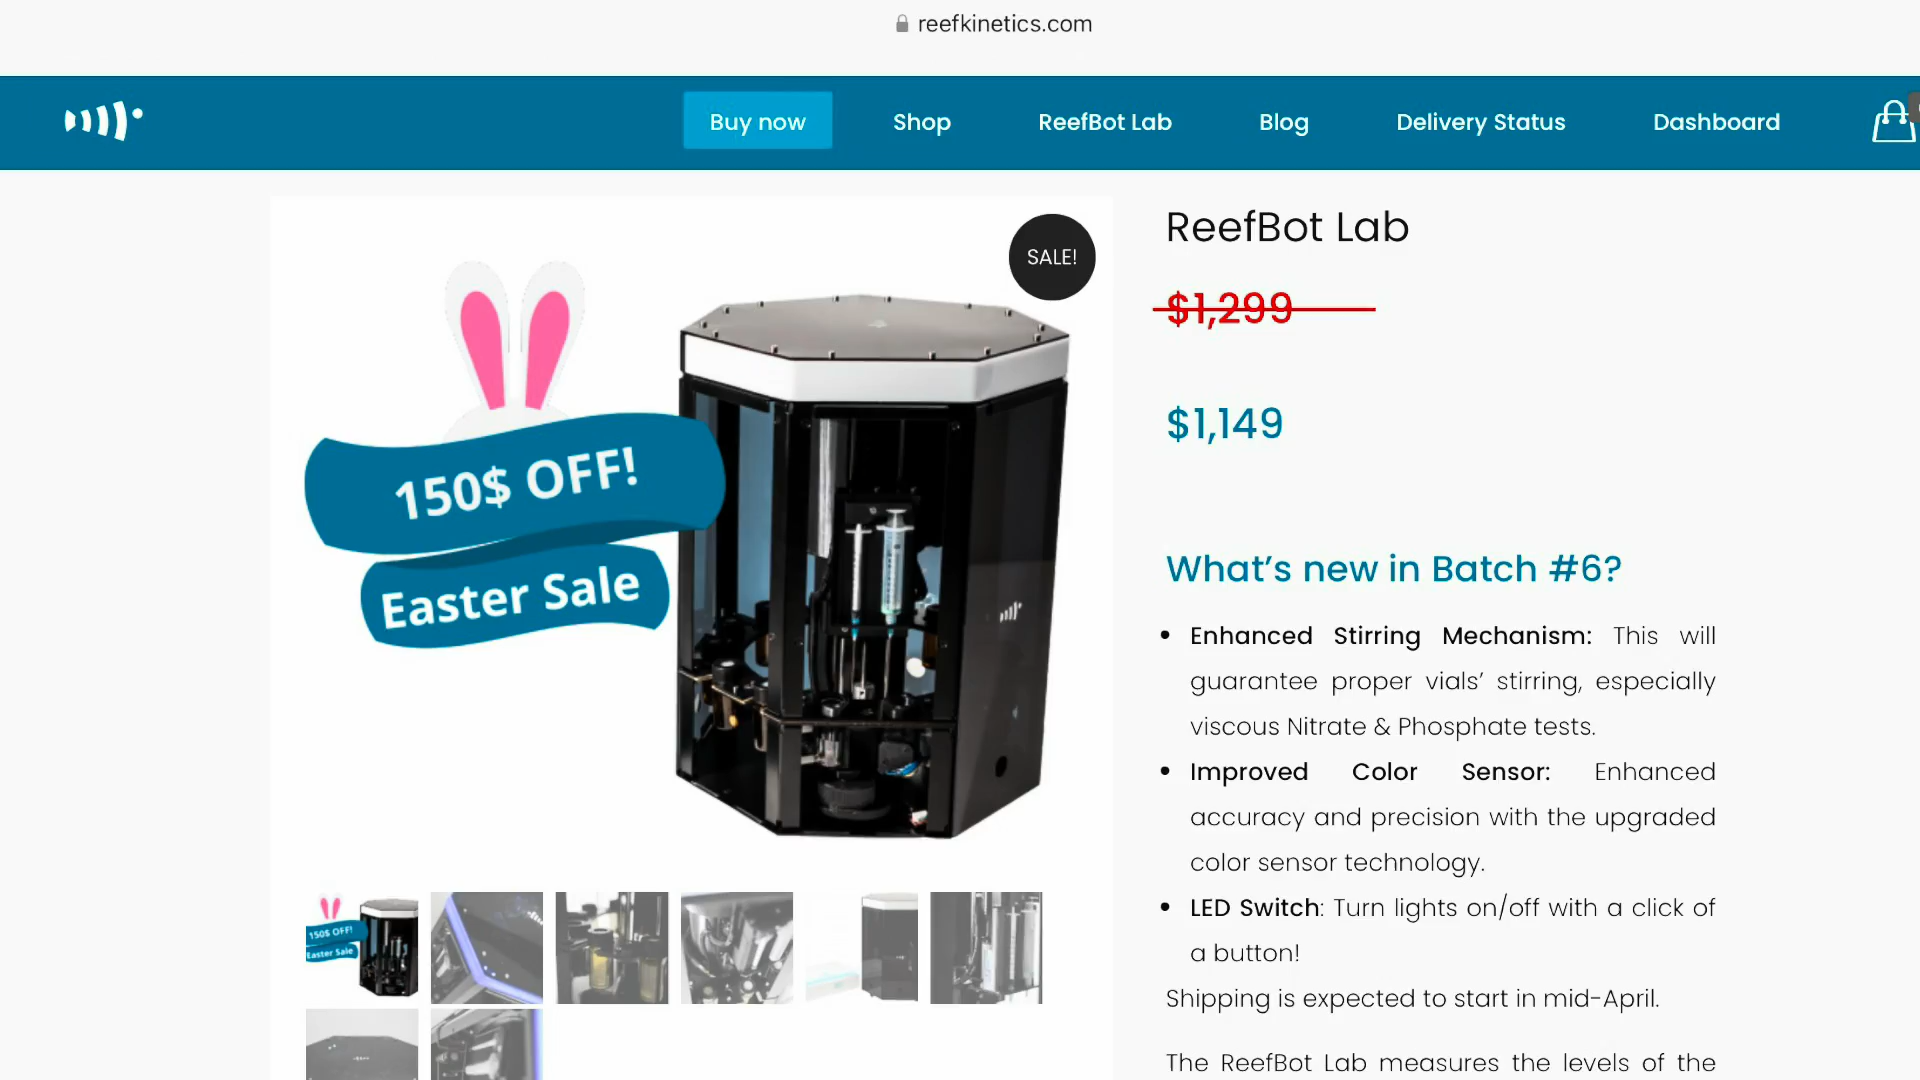 reefkinetics.com
Buy now
Shop
ReefBot Lab
Blog
Delivery Status
Dashboard
SALE!
150$ OFF!
Easter Sale
ReefBot Lab
$1,299
$1,149
What's new in Batch #6?
Enhanced Stirring Mechanism: This will
guarantee proper vials' stirring, especially
viscous Nitrate & Phosphate tests.
Improved Color Sensor: Enhanced
accuracy and precision with the upgraded
color sensor technology.
LED Switch: Turn lights on/off with a click of
a button!
Shipping is expected to start in mid-April.
The ReefBot Lab measures the levels of the
150$ OFF!
Easter Sale